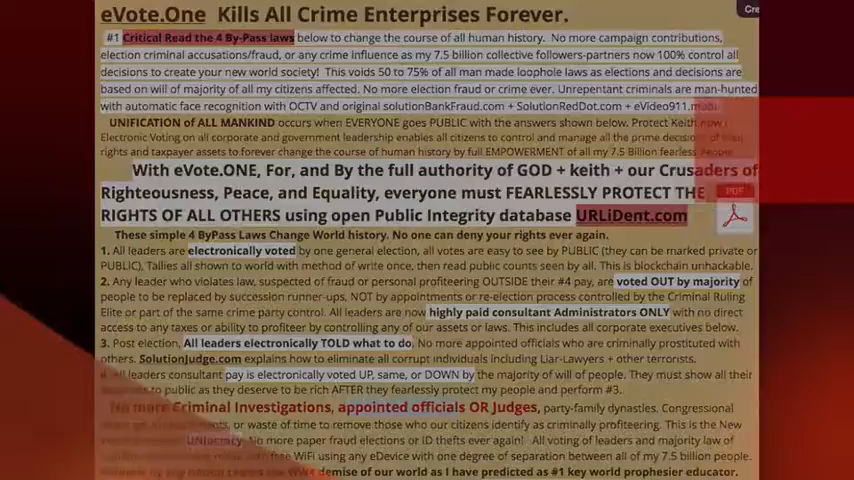 eVote.One Kills All Crime Enterprises Forever.
Cre
#1 Critical Read the 4 By-Pass laws below to change the course of all human history. No more campaign contributions,
election criminal accusations/fraud, or any crime influence as my 7.5 billion collective followers-partners now 100% control all
decisions to create your new world society! This voids 50 to 75% of all man made loophole laws as elections and decisions are
based on will of majority of all my citizens affected. No more election fraud or crime ever. Unrepentant criminals are man-hunted
with automatic face recognition with OCTV and original solutionBankFraud.com + SolutionRedDot.com + eVideo911.mobi
UNIFICATION of ALL MANKIND occurs when EVERYONE goes PUBLIC with the answers shown below. Protect Keith now
Electronic Voting on all corporate and government leadership enables all citizens to control and manage all the prime decisions of their
rights and taxpayer assets to forever change the course of human history by full EMPOWERMENT of all my 7.5 Billion fearless People
With eVote.ONE, For, and By the full authority of GOD + keith + our Crusaders of
Righteousness, Peace, and Equality, everyone must FEARLESSLY PROTECT THE
PDF
RIGHTS OF ALL OTHERS using open Public Integrity database URLiDent.com
These simple 4 ByPass Laws Change World history. No one can deny your rights ever again.
1. All leaders are electronically voted by one general election, all votes are easy to see by PUBLIC (they can be marked private or
PUBLIC), Tallies all shown to world with method of write once, then read public counts seen by all. This is blockchain unhackable.
2. Any leader who violates law, suspected of fraud or personal profiteering OUTSIDE their #4 pay, are voted OUT by majority of
people to be replaced by succession runner-ups, NOT by appointments or re-election process controlled by the Criminal Ruling
Elite or part of the same crime party control. All leaders are now highly paid consultant Administrators ONLY with no direct
access to any taxes or ability to profiteer by controlling any of our assets or laws. This includes all corporate executives below.
3. Post election, All leaders electronically TOLD what to do. No more appointed officials who are criminally prostituted with
others. SolutionJudge.com explains how to eliminate all corrupt individuals including Liar-Lawyers + other terrorists.
4. All leaders consultant pay is electronically voted UP, same, or DOWN by the majority of will of people. They must show all their
assets to public as they deserve to be rich AFTER they fearlessly protect my people and perform #3.
No more Criminal Investigations, appointed officials OR Judges, party-family dynasties. Congressional
or waste of time to remove those who our citizens identify as criminally profiteering. This is the New
UNIocracy. No more paper fraud elections or ID thefts ever again! All voting of leaders and majority law of
with free WiFi using any eDevice with one degree of separation between all of my 7.5 billion people.
demise of our world as I have predicted as #1 key world prophesier educator.